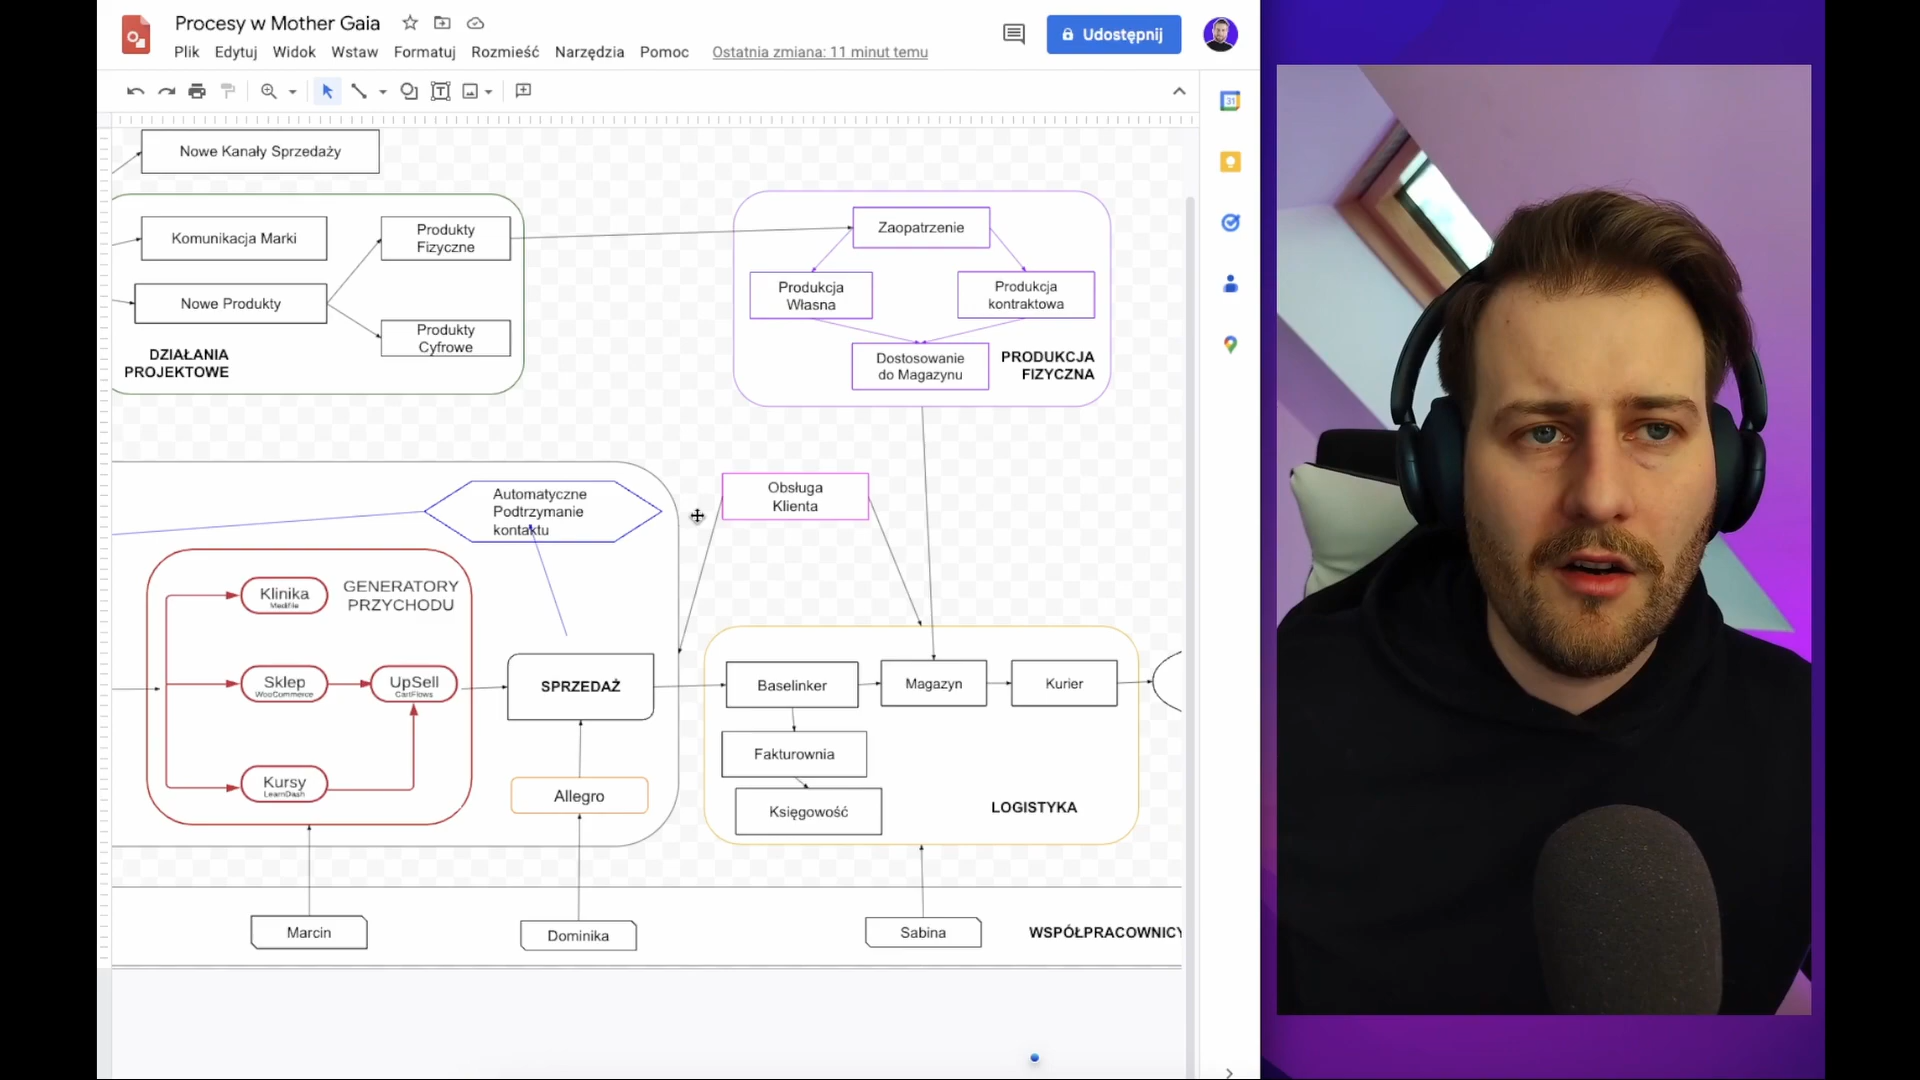 Procesy w Mother Gaia
Plik Edytuj Widok Wstaw Formatuj Rozmieść Narzędzia Pomoc Ostatnia zmiana: 11 minut temu
Udostępnij
31
Nowe Kanały Sprzedaży
Komunikacja Marki
Nowe Produkty
Produkty
Fizyczne
Produkty
Cyfrowe
DZIAŁANIA
PROJEKTOWE
Zaopatrzenie
Produkcja
Własna
Produkcja
kontraktowa
Dostosowanie
do Magazynu
PRODUKCJA
FIZYCZNA
Automatyczne
Podtrzymanie
kontaktu
Obsługa
Klienta
GENERATORY
PRZYCHODU
Klinika
Medifile
Sklep
WooCommerce
UpSell
CartFlows
Kursy
LearnDash
SPRZEDAŻ
Allegro
Baselinker
Magazyn
Kurier
Fakturownia
Księgowość
LOGISTYKA
Marcin
Dominika
Sabina
WSPÓŁPRACOWNICY